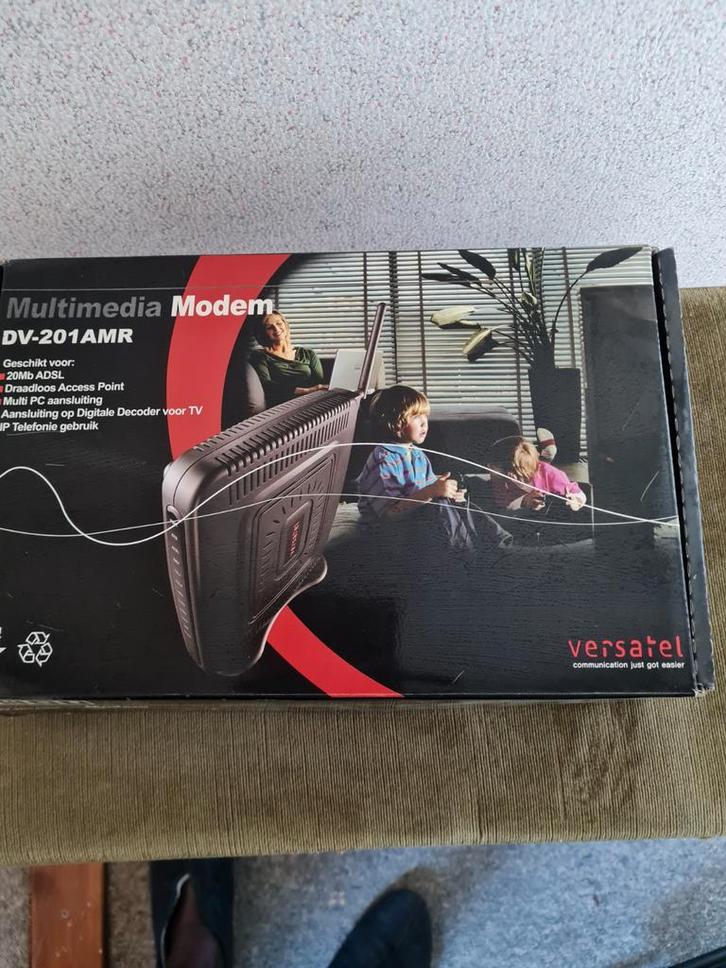 Multimedia Modem
DV-201AMR
Geschikt voor:
20Mb ADSL
Draadloos Access Point
Multi PC aansluiting
Aansluiting op Digitale Decoder voor TV
IP Telefonie gebruik
versatel
communication just got easier